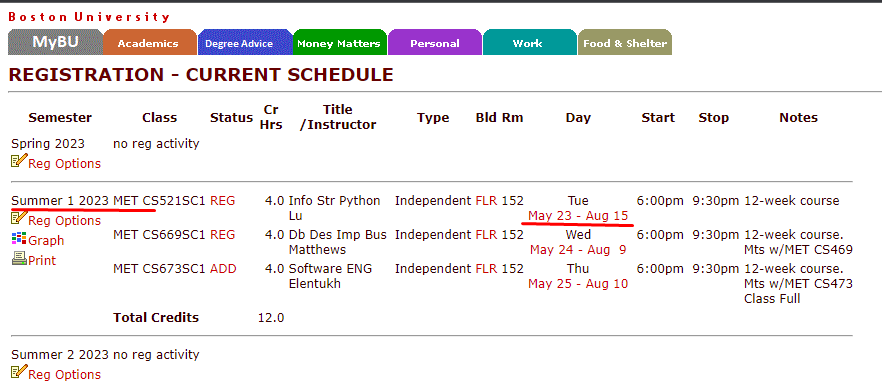 Boston University
MyBU Academics Degree Advice Money Matters Personal Work Food & Shelter
REGISTRATION - CURRENT SCHEDULE
Semester Class Status Cr Hrs Title /Instructor Type Bld Rm Day Start Stop Notes
Spring 2023 no reg activity
Reg Options
Summer 1 2023 MET CS521SC1 REG 4.0 Info Str Python Independent FLR 152 Tue 6:00pm 9:30pm 12-week course
Reg Options Lu May 23 - Aug 15
Graph MET CS669SC1 REG 4.0 Db Des Imp Bus Independent FLR 152 Wed 6:00pm 9:30pm 12-week course.
Matthews May 24 - Aug 9 Mts w/MET CS469
Print MET CS673SC1 ADD 4.0 Software ENG Independent FLR 152 Thu 6:00pm 9:30pm 12-week course.
Elentukh May 25 - Aug 10 Mts w/MET CS473
Class Full
Total Credits 12.0
Summer 2 2023 no reg activity
Reg Options